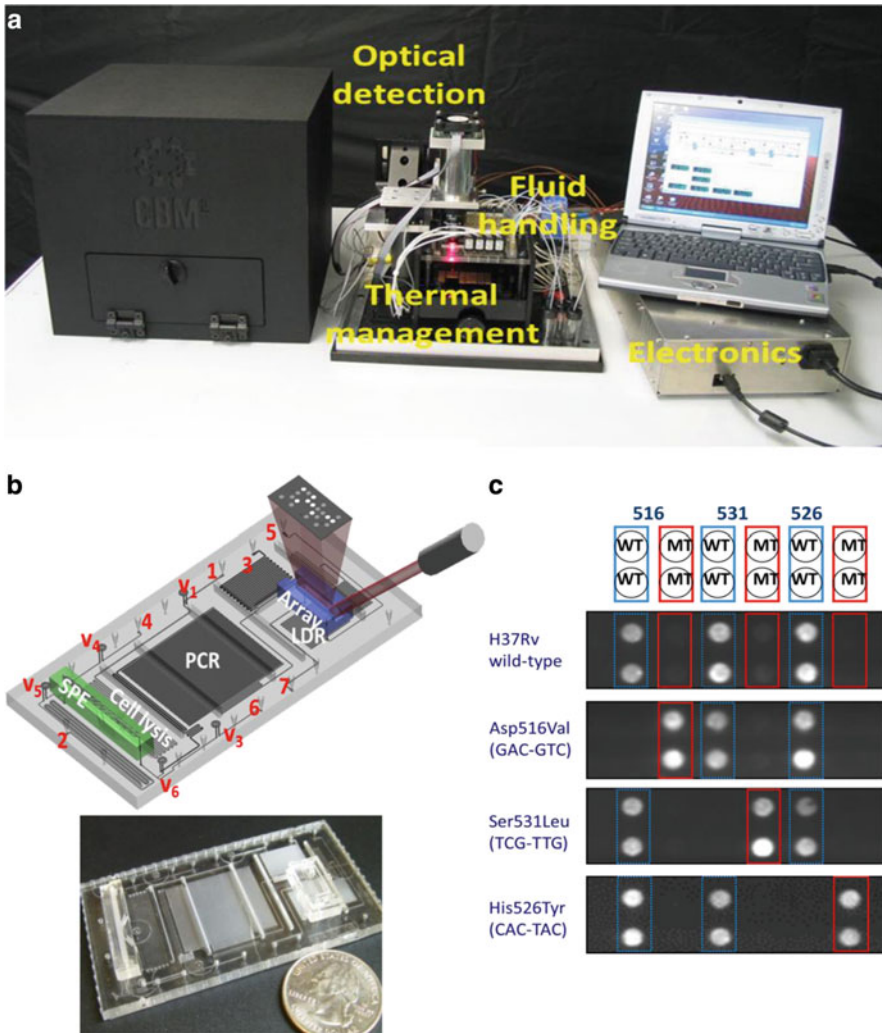 a
Optical
detection
CBM²
Fluid
handling
Thermal
management
Electronics
b
5
3
1
V1
4
V4
V5
Array
LDR
PCR
SPE
Cell lysis
7
6
V3
2
V6
c
516 531 526
WT MT WT MT WT MT
WT MT WT MT WT MT
H37Rv
wild-type
Asp516Val
(GAC-GTC)
Ser531Leu
(TCG-TTG)
His526Tyr
(CAC-TAC)